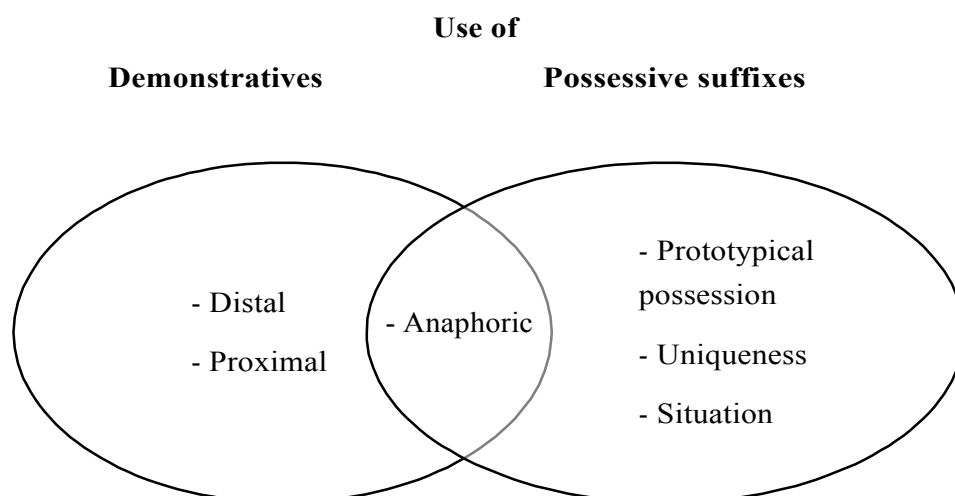 Use of
Demonstratives
Possessive suffixes
- Distal
- Proximal
- Anaphoric
- Prototypical
possession
- Uniqueness
- Situation